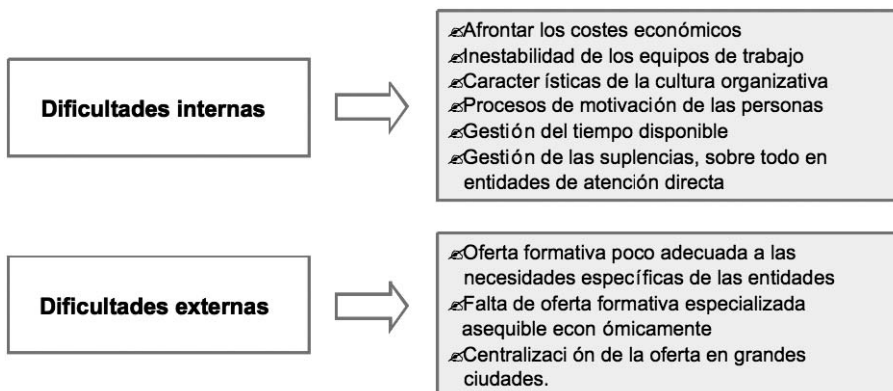 Dificultades internas
✍Afrontar los costes económicos
✍Inestabilidad de los equipos de trabajo
✍Caracter ísticas de la cultura organizativa
✍Procesos de motivación de las personas
✍Gestión del tiempo disponible
✍Gestión de las suplencias, sobre todo en
entidades de atención directa
Dificultades externas
✍Oferta formativa poco adecuada a las
necesidades específicas de las entidades
✍Falta de oferta formativa especializada
asequible econ ómicamente
✍Centralizaci ón de la oferta en grandes
ciudades.